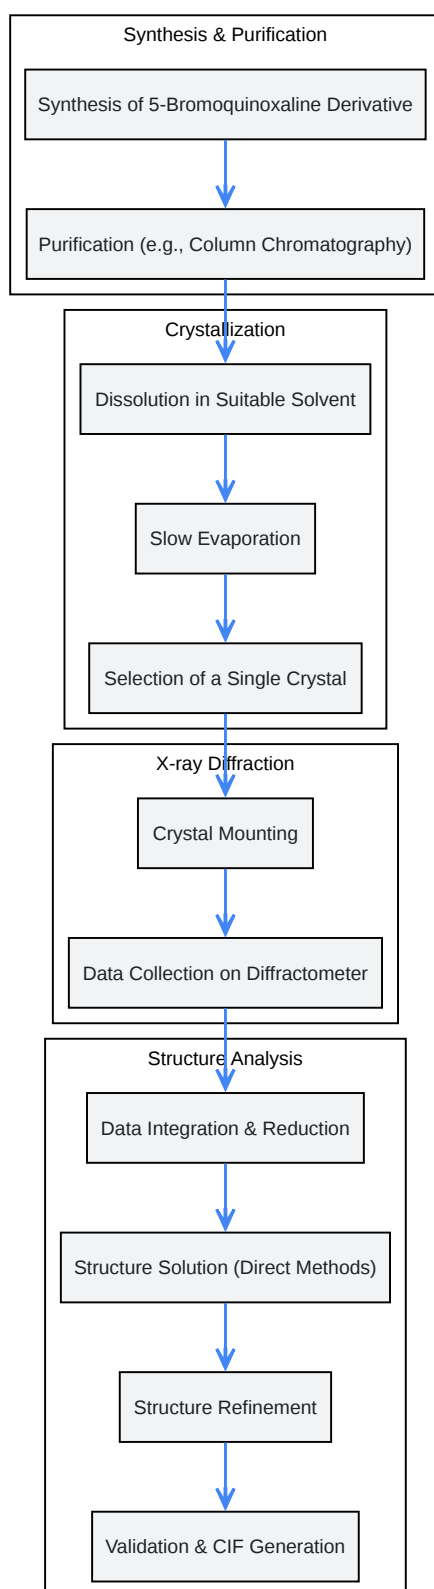 Synthesis & Purification
Synthesis of 5-Bromoquinoxaline Derivative
Purification (e.g., Column Chromatography)
Crystallization
Dissolution in Suitable Solvent
Slow Evaporation
Selection of a Single Crystal
X-ray Diffraction
Crystal Mounting
Data Collection on Diffractometer
Structure Analysis
Data Integration & Reduction
Structure Solution (Direct Methods)
Structure Refinement
Validation & CIF Generation